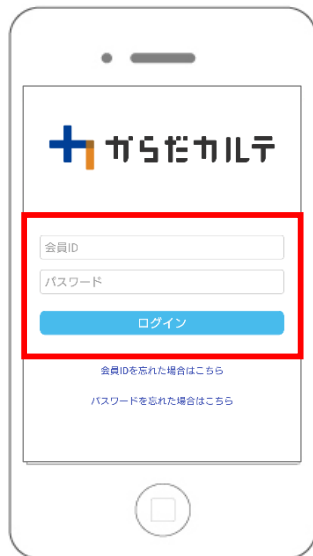 からだカルテ
会員ID
パスワード
ログイン
会員IDを忘れた場合はこちら
パスワードを忘れた場合はこちら